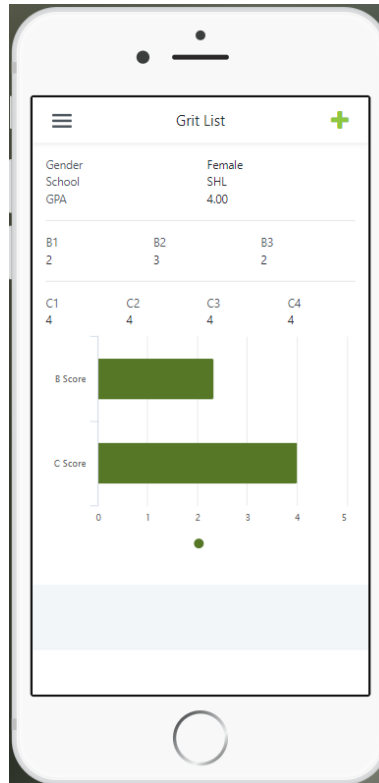 Grit List
Gender Female
School SHL
GPA 4.00
B1 B2 B3
2 3 2
C1 C2 C3 C4
4 4 4 4
B Score
C Score
0 1 2 3 4 5